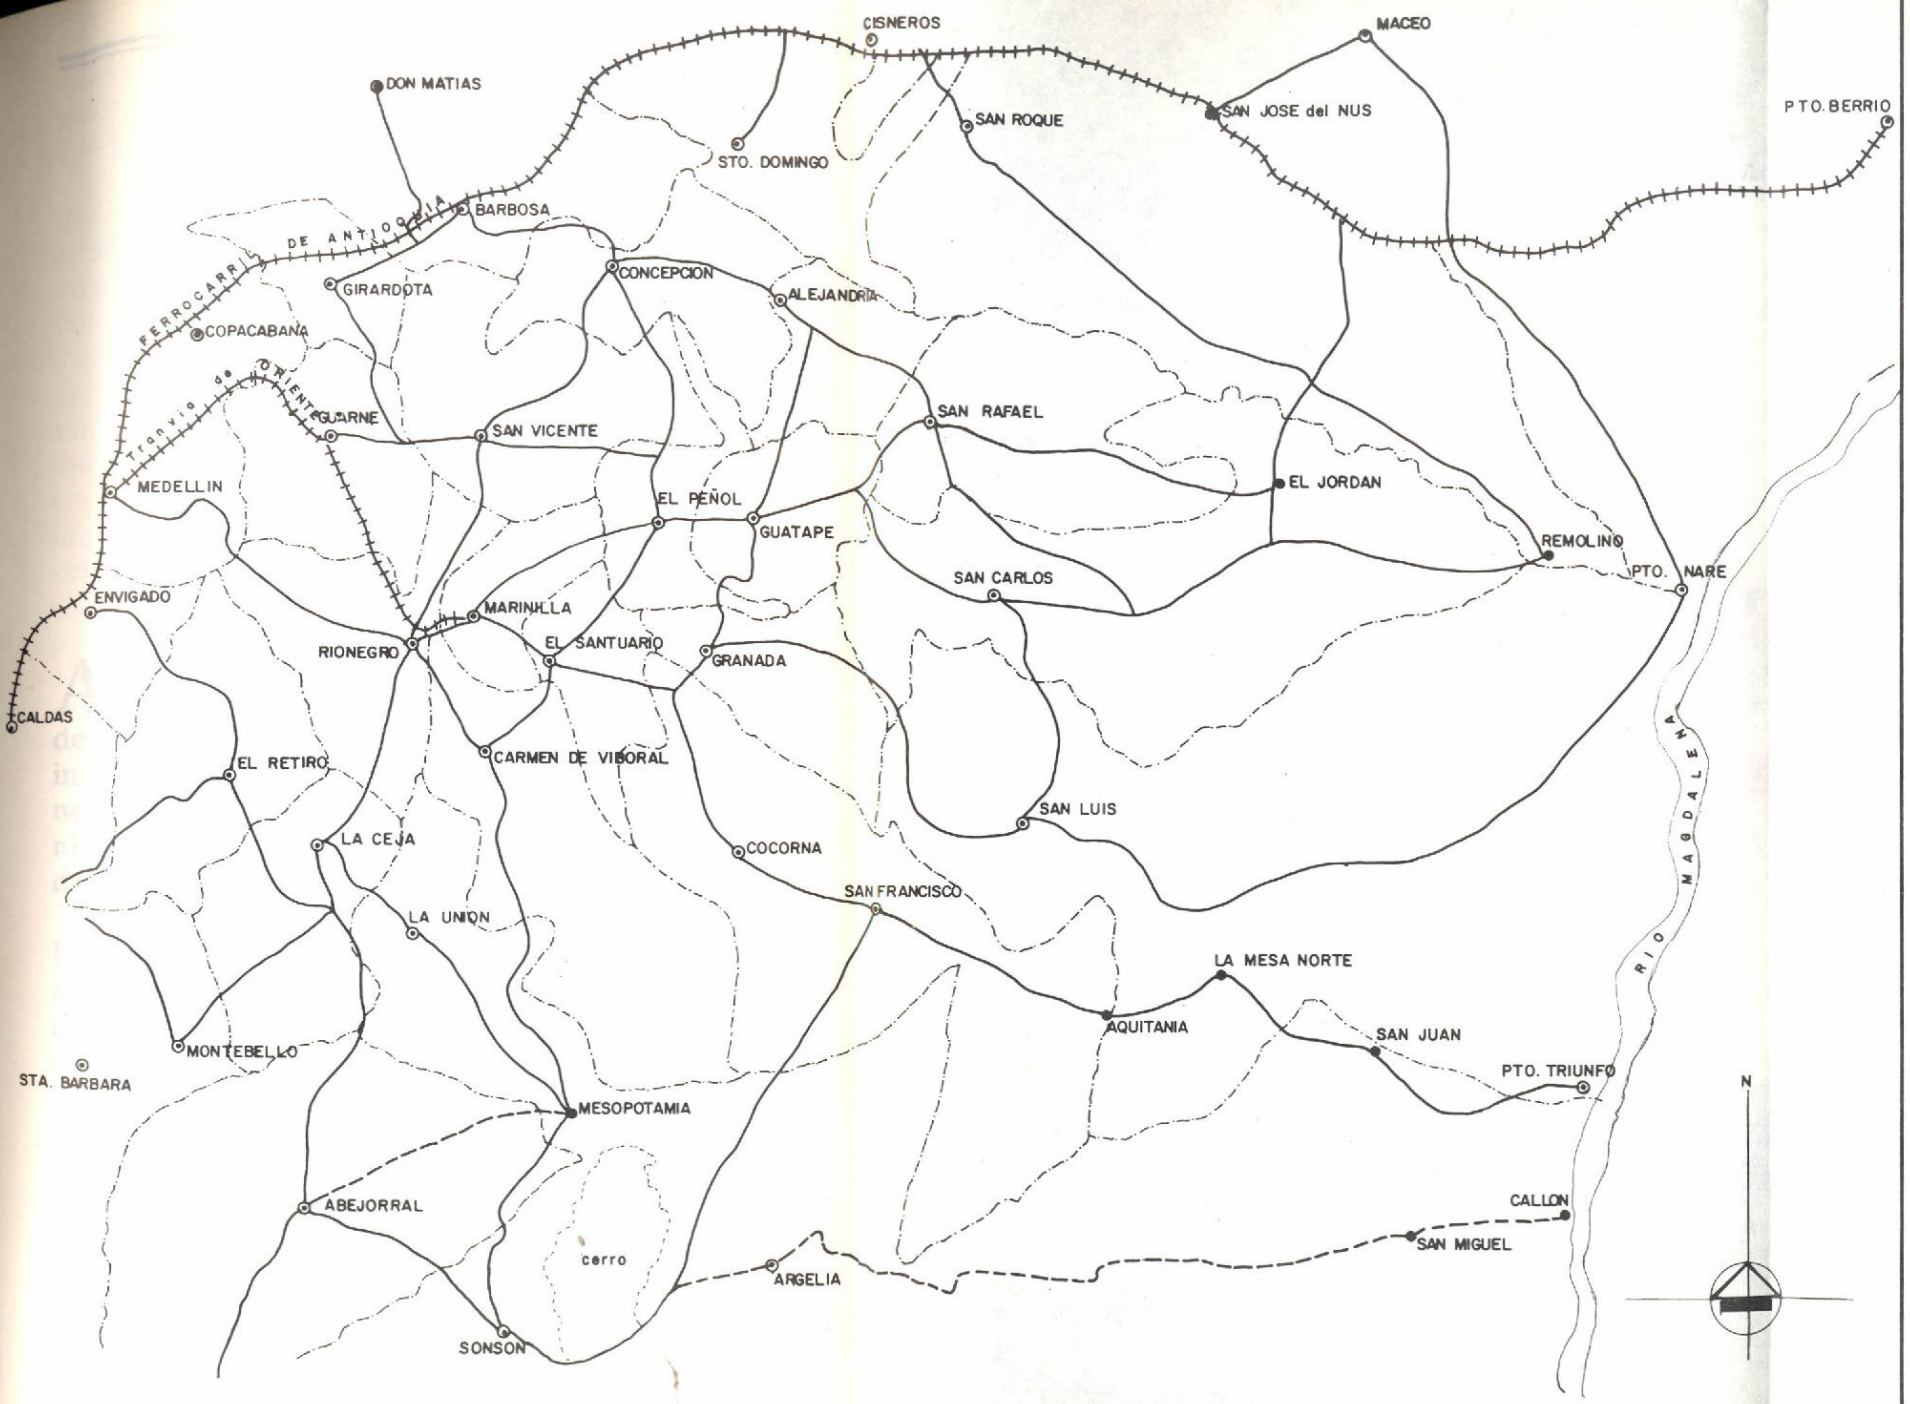 CISNEROS
MACEO
DON MATIAS
PTO. BERRIO
SAN JOSE del NUS
SAN ROQUE
STO. DOMINGO
BARBOSA
FERROCARRIL DE ANTIOQUIA
CONCEPCION
GIRARDOTA
ALEJANDRIA
COPACABANA
Tranvia de ORIENTE
GUARNE
SAN VICENTE
SAN RAFAEL
MEDELLIN
EL PEÑOL
EL JORDAN
GUATAPE
REMOLINO
PTO. NARE
SAN CARLOS
ENVIGADO
MARINILLA
RIONEGRO
EL SANTUARIO
GRANADA
CALDAS
CARMEN DE VIBORAL
EL RETIRO
RIO MAGDALENA
SAN LUIS
LA CEJA
COCORNA
SAN FRANCISCO
LA UNION
LA MESA NORTE
AQUITANIA
SAN JUAN
MONTEBELLO
PTO. TRIUNFO
STA. BARBARA
N
MESOPOTAMIA
ABEJORRAL
CALLON
SAN MIGUEL
cerro
ARGELIA
SONSON